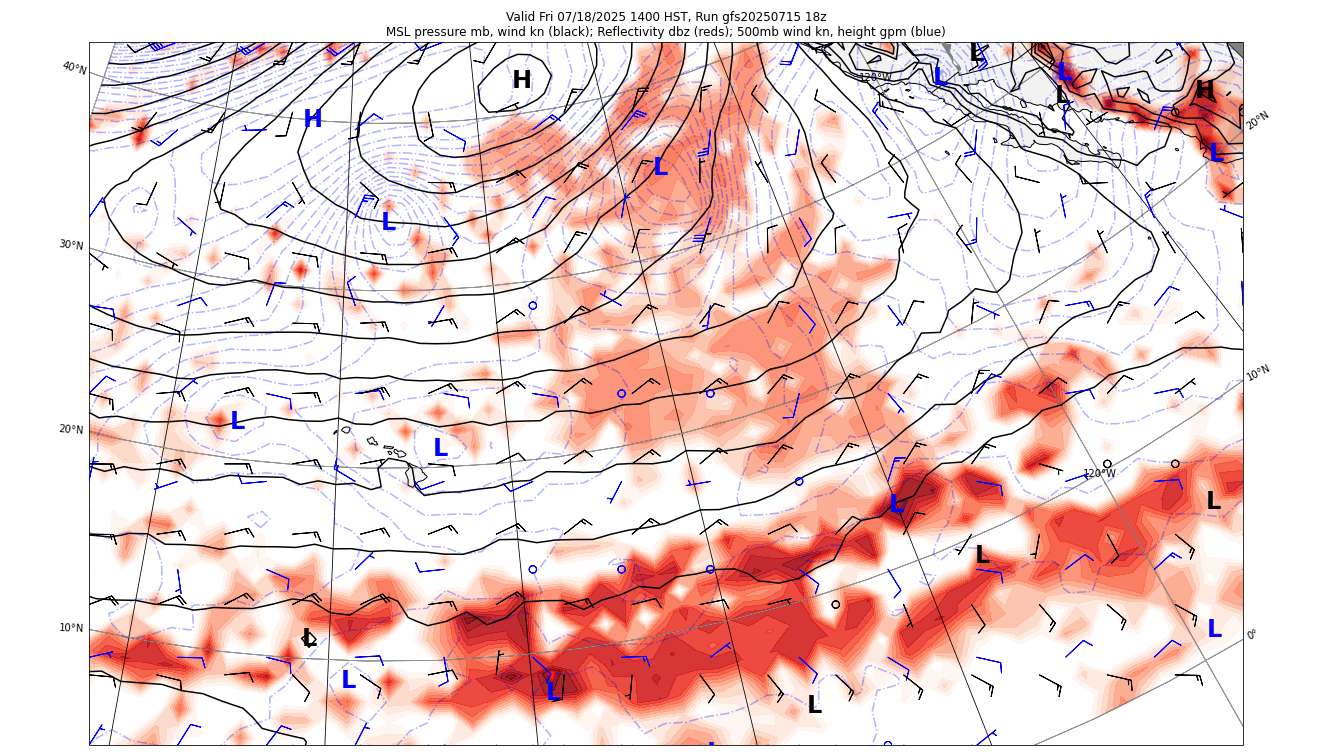 Valid Fri 07/18/2025 1400 HST, Run gfs20250715 18z
MSL pressure mb, wind kn (black); Reflectivity dbz (reds); 500mb wind kn, height gpm (blue)
L
40°N
L
L
H
120°W
L
H
L
H
20°N
L
L
L
30°N
10°N
L
20°N
L
120°W
L
L
L
10°N
L
L
0°
L
L
L